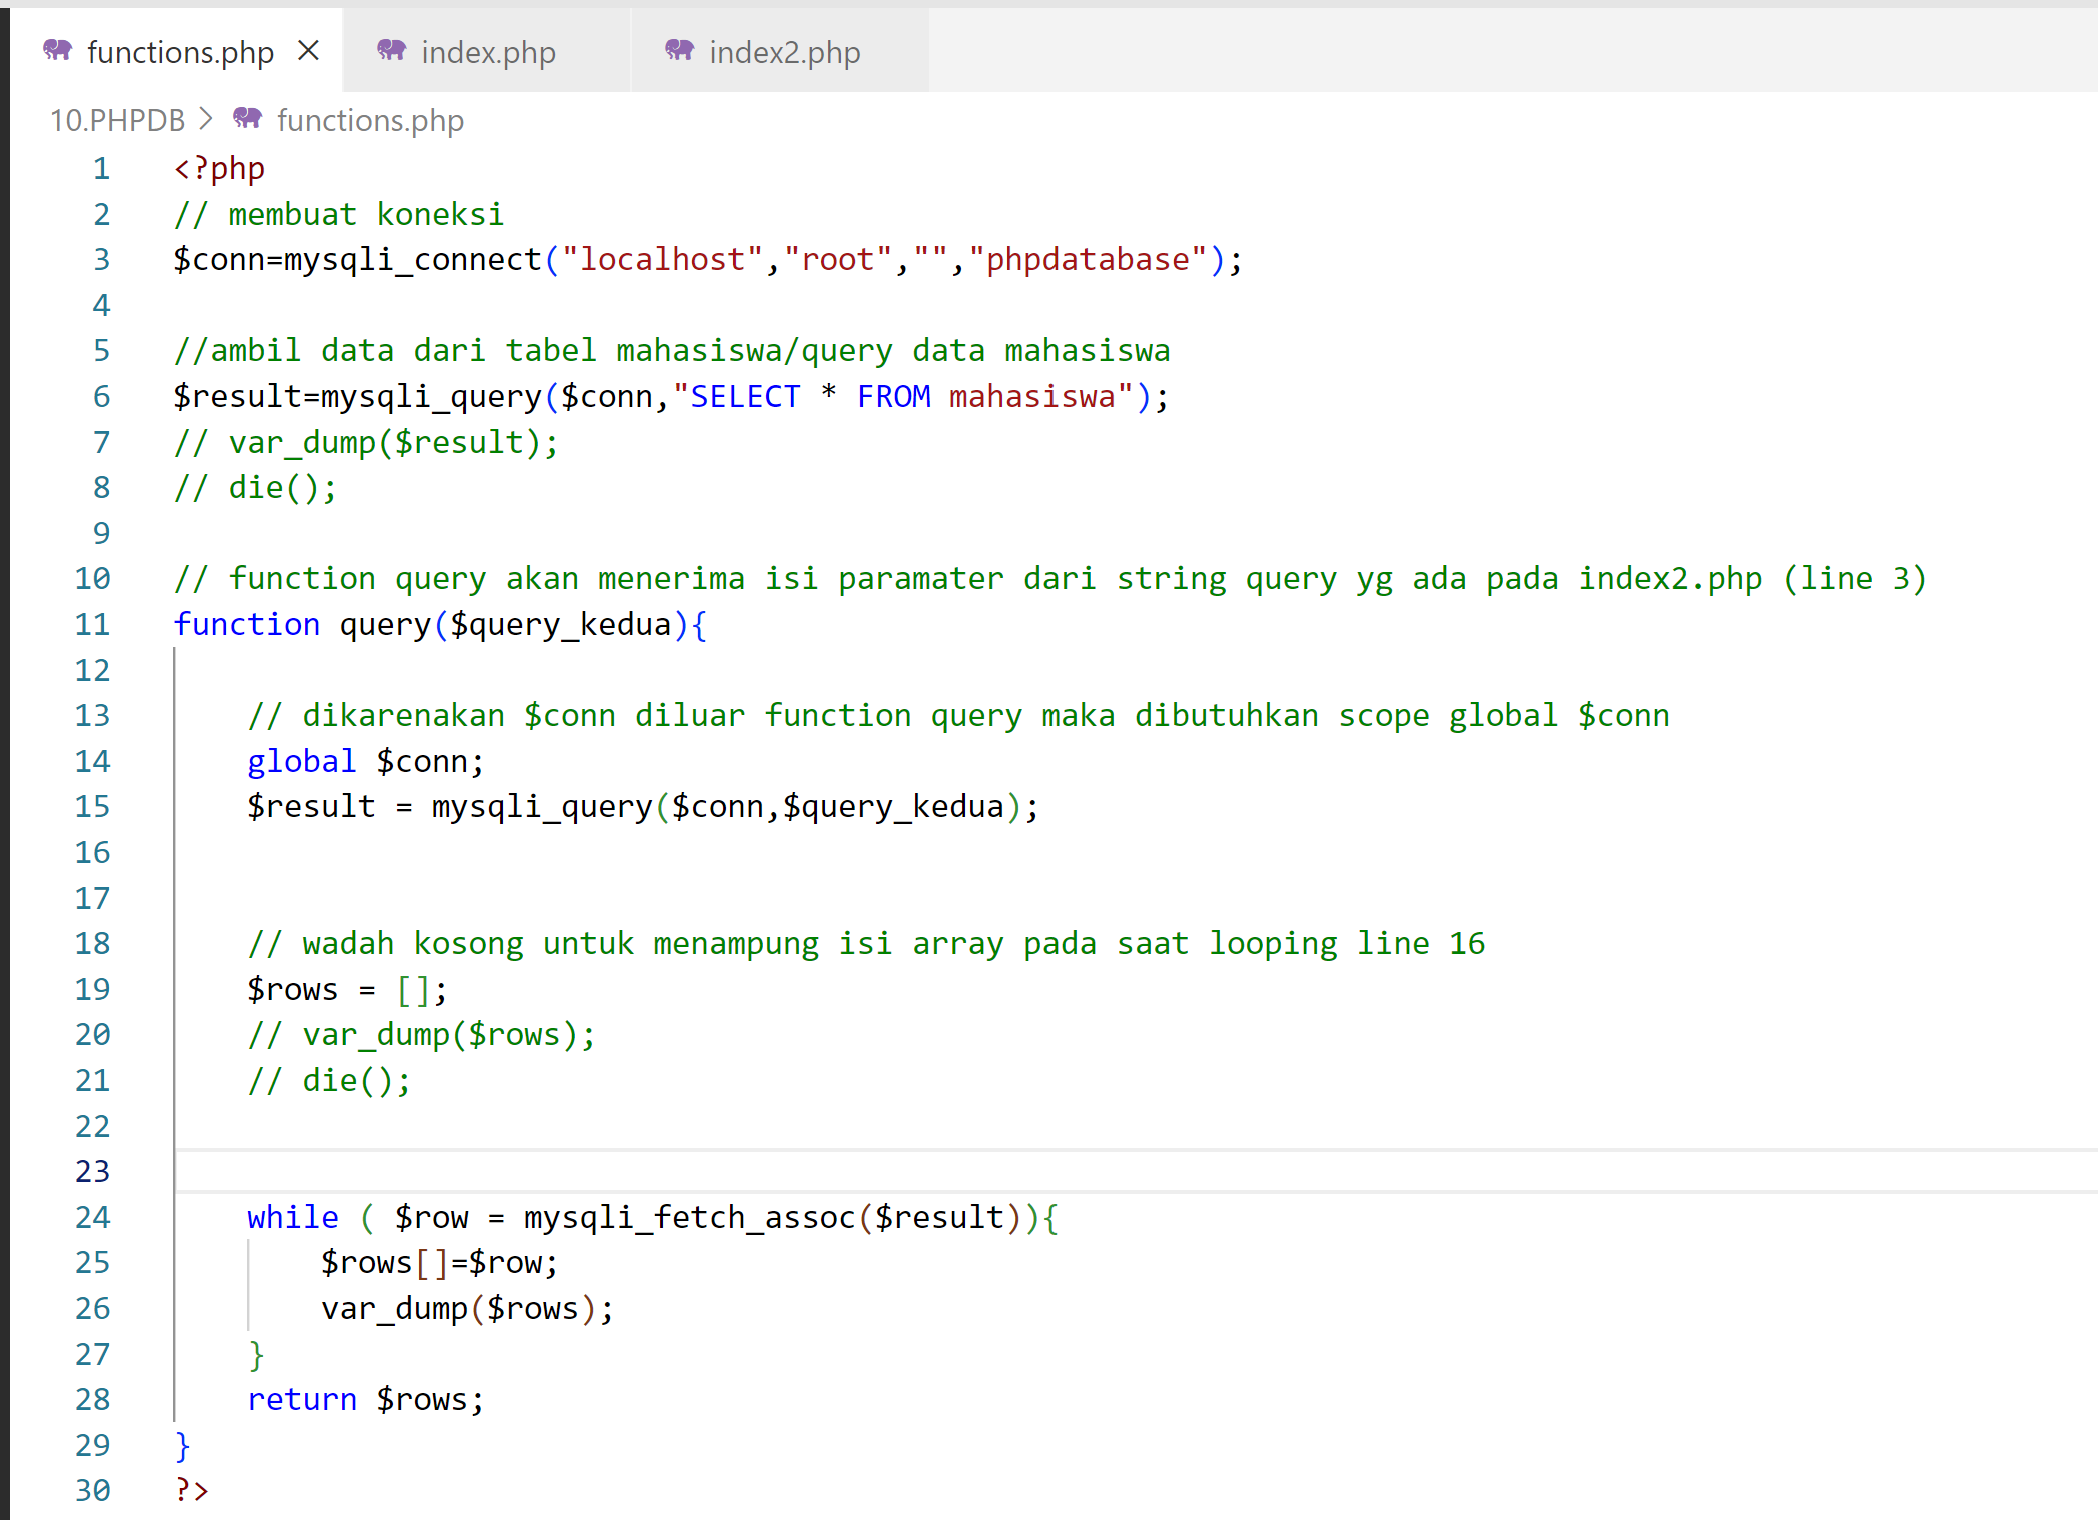 functions.php index.php index2.php
10.PHPDB > functions.php
1 <?php
2 // membuat koneksi
3 $conn=mysqli_connect("localhost","root","","phpdatabase");
4
5 //ambil data dari tabel mahasiswa/query data mahasiswa
6 $result=mysqli_query($conn,"SELECT * FROM mahasiswa");
7 // var_dump($result);
8 // die();
9
10 // function query akan menerima isi paramater dari string query yg ada pada index2.php (line 3)
11 function query($query_kedua){
12
13     // dikarenakan $conn diluar function query maka dibutuhkan scope global $conn
14     global $conn;
15     $result = mysqli_query($conn,$query_kedua);
16
17
18     // wadah kosong untuk menampung isi array pada saat looping line 16
19     $rows = [];
20     // var_dump($rows);
21     // die();
22
23
24     while ( $row = mysqli_fetch_assoc($result)){
25         $rows[]=$row;
26         var_dump($rows);
27     }
28     return $rows;
29 }
30 ?>